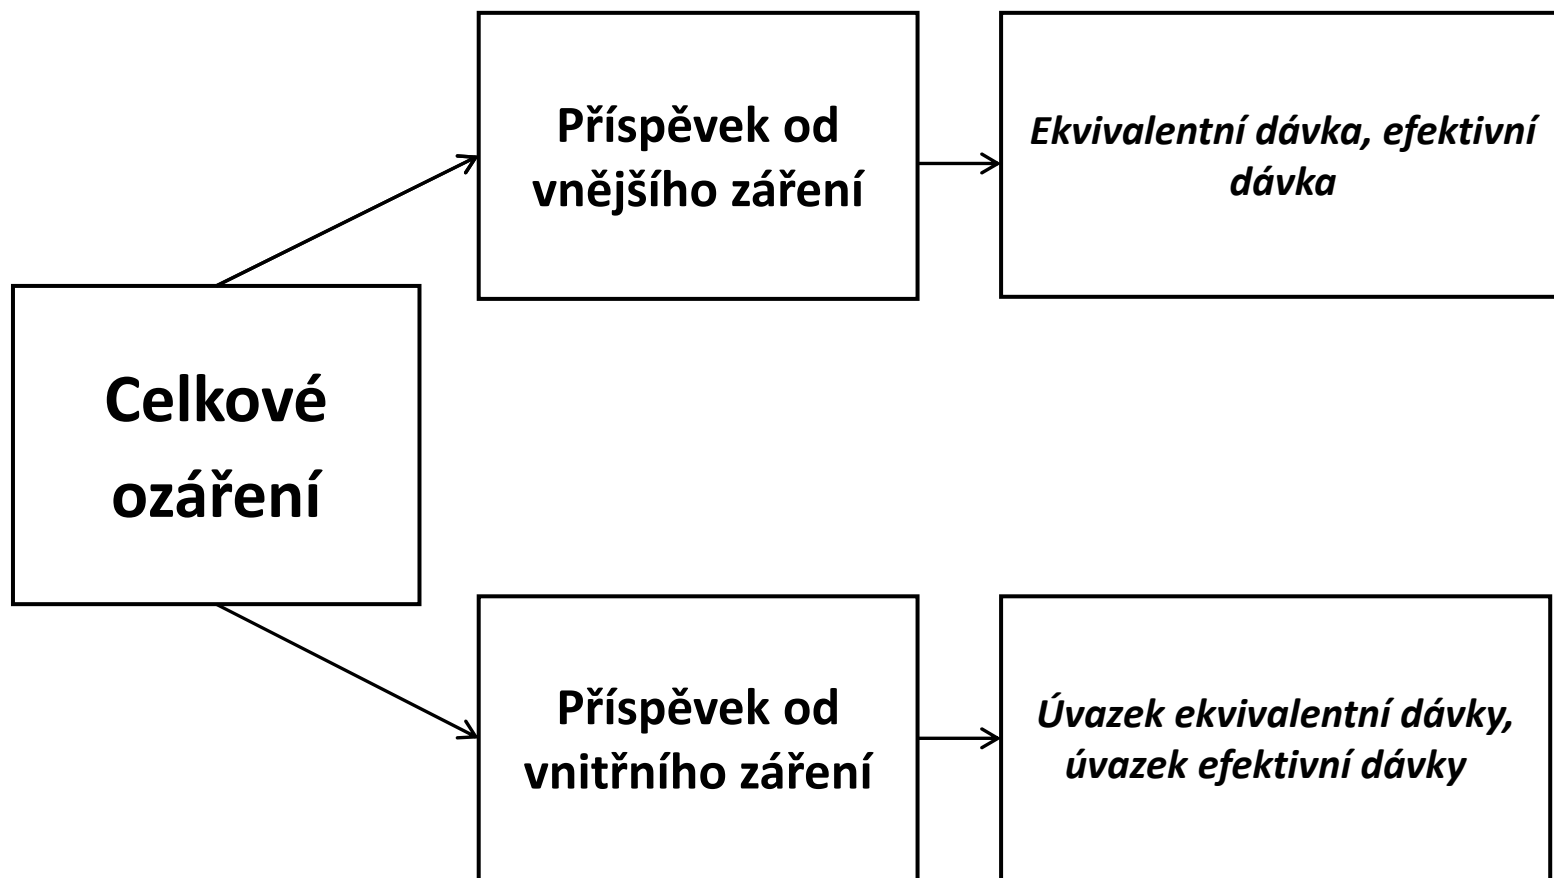 Příspěvek od
vnějšího záření
Ekvivalentní dávka, efektivní
dávka
Celkové
ozáření
Příspěvek od
vnitřního záření
Úvazek ekvivalentní dávky,
úvazek efektivní dávky